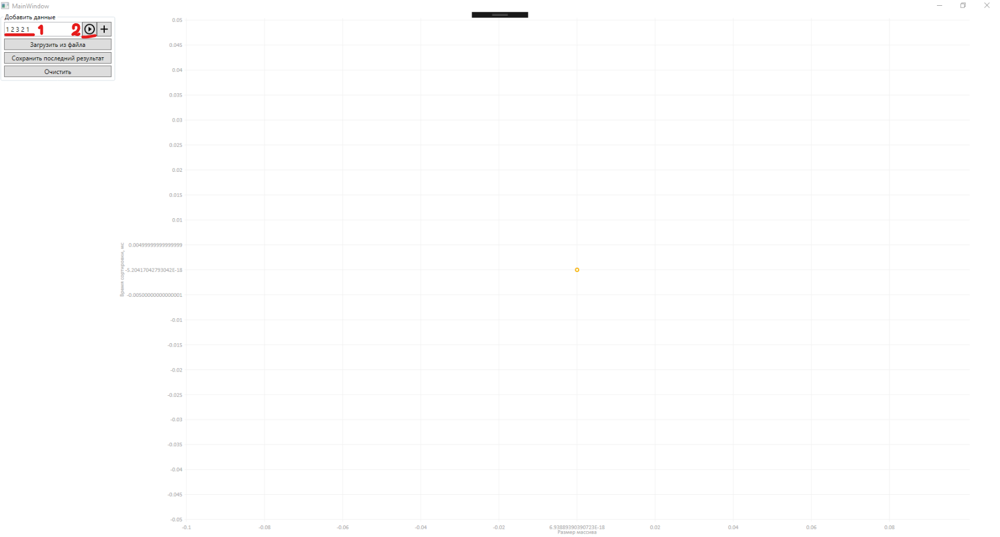 MainWindow
Добавить данные
1 2 3 2 1 1 2
Загрузить из файла
Сохранить последний результат
Очистить
0.05
0.045
0.04
0.035
0.03
0.025
0.02
0.015
0.01
0.00499999999999999
-5.20417042793042E-18
-0.00500000000000001
-0.01
-0.015
-0.02
-0.025
-0.03
-0.035
-0.04
-0.045
-0.05
Время сортировки, мс
-0.1 -0.08 -0.06 -0.04 -0.02 6.93889390390723E-18 0.02 0.04 0.06 0.08
Размер массива